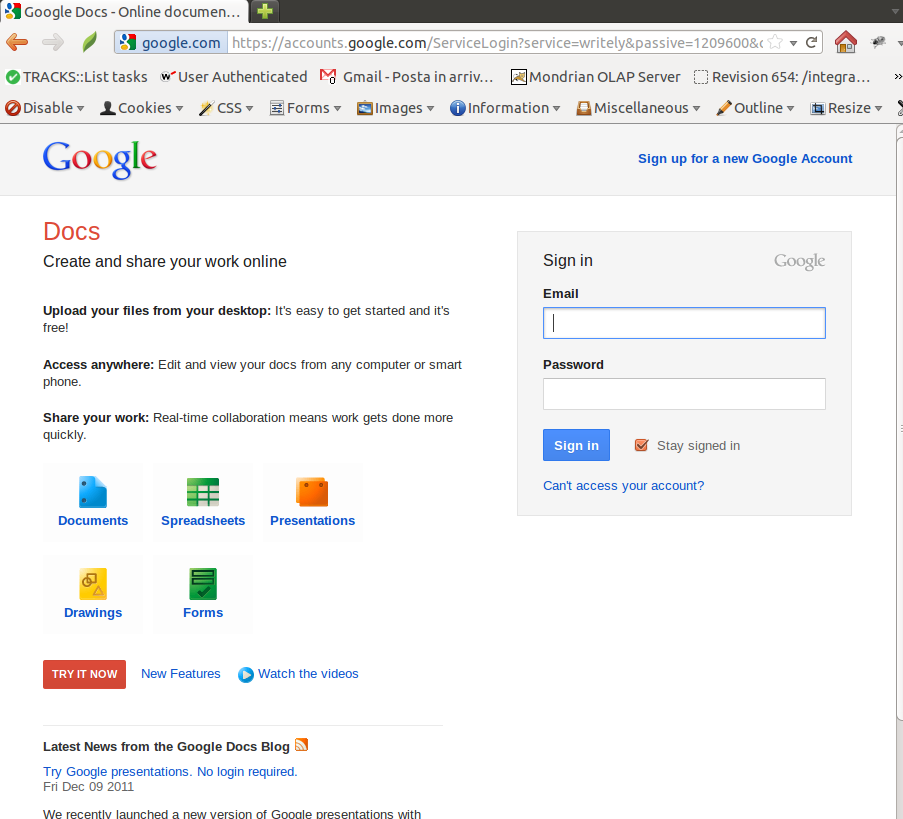 Google Docs - Online documen...
google.com https://accounts.google.com/ServiceLogin?service=writely&passive=1209600&c
TRACKS::List tasks User Authenticated Gmail - Posta in arriv... Mondrian OLAP Server Revision 654: /integra... »
Disable Cookies CSS Forms Images Information Miscellaneous Outline Resize
Google
Sign up for a new Google Account
Docs
Create and share your work online
Upload your files from your desktop: It's easy to get started and it's
free!
Access anywhere: Edit and view your docs from any computer or smart
phone.
Share your work: Real-time collaboration means work gets done more
quickly.
Documents Spreadsheets Presentations
Drawings Forms
TRY IT NOW New Features Watch the videos
Latest News from the Google Docs Blog
Try Google presentations. No login required.
Fri Dec 09 2011
We recently launched a new version of Google presentations with
Sign in Google
Email
Password
Sign in Stay signed in
Can't access your account?